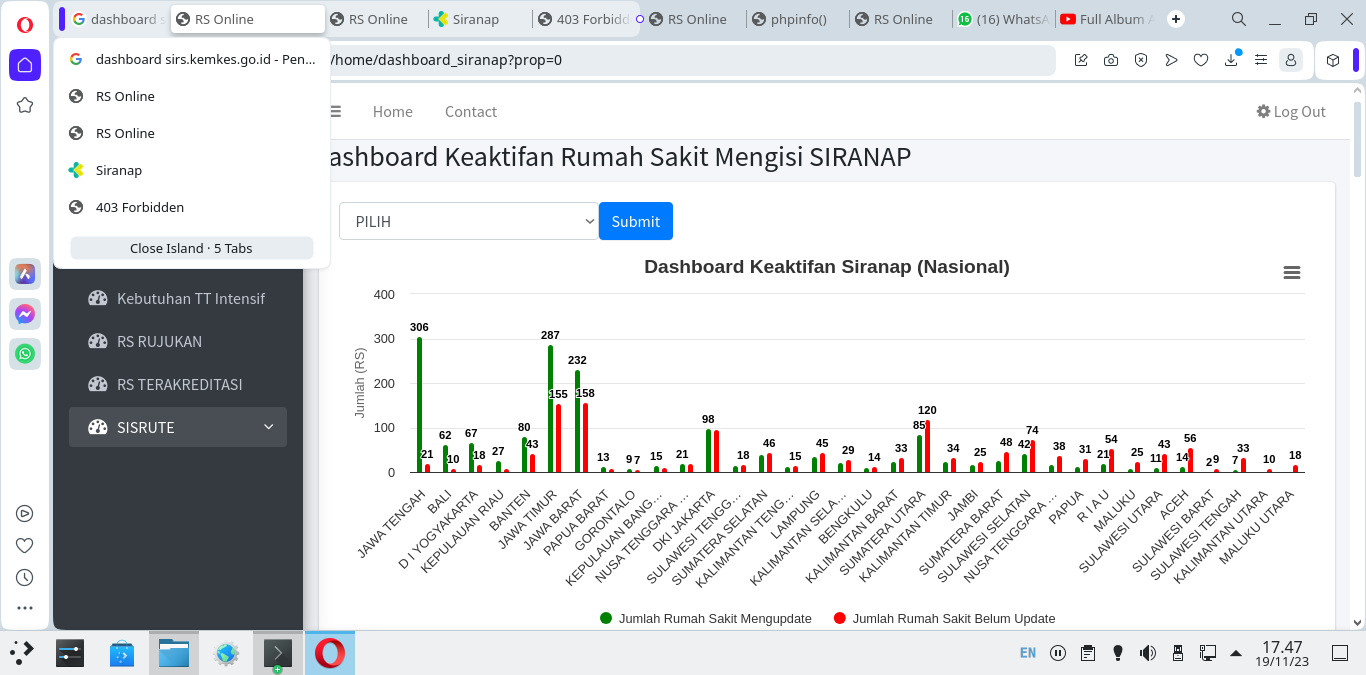 dashboard s
RS Online
RS Online
Siranap
403 Forbidd
RS Online
phpinfo()
RS Online
(16) WhatsA
Full Album A
dashboard sirs.kemkes.go.id - Pen...
RS Online
RS Online
Siranap
403 Forbidden
Close Island · 5 Tabs
/home/dashboard_siranap?prop=0
Home
Contact
Log Out
ashboard Keaktifan Rumah Sakit Mengisi SIRANAP
PILIH
Submit
Kebutuhan TT Intensif
RS RUJUKAN
RS TERAKREDITASI
SISRUTE
Dashboard Keaktifan Siranap (Nasional)
Jumlah (RS)
400
300
200
100
0
306 21 62 10 67 18 27 80 43 287 155 232 158 13 9 7 15 21 98 18 46 15 45 29 14 33 85 120 34 25 48 42 74 38 31 21 54 25 11 43 14 56 2 9 7 33 10 18
JAWA TENGAH
BALI
D I YOGYAKARTA
KEPULAUAN RIAU
BANTEN
JAWA TIMUR
JAWA BARAT
PAPUA BARAT
GORONTALO
KEPULAUAN BANG...
NUSA TENGGARA ...
DKI JAKARTA
SULAWESI TENGG...
SUMATERA SELATAN
KALIMANTAN TENG...
LAMPUNG
KALIMANTAN SELA...
BENGKULU
KALIMANTAN BARAT
SUMATERA UTARA
KALIMANTAN TIMUR
JAMBI
SUMATERA BARAT
SULAWESI SELATAN
NUSA TENGGARA ...
PAPUA
R I A U
MALUKU
SULAWESI UTARA
ACEH
SULAWESI BARAT
SULAWESI TENGAH
KALIMANTAN UTARA
MALUKU UTARA
Jumlah Rumah Sakit Mengupdate
Jumlah Rumah Sakit Belum Update
EN
17.47
19/11/23